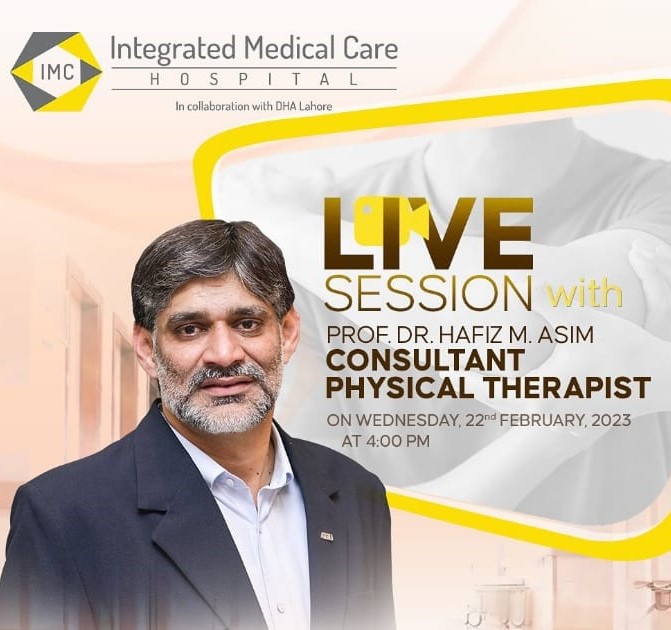 IMC
Integrated Medical Care
HOSPITAL
In collaboration with DHA Lahore
LIVE
SESSION with
PROF. DR. HAFIZ M. ASIM
CONSULTANT
PHYSICAL THERAPIST
ON WEDNESDAY, 22nd FEBRUARY, 2023
AT 4:00 PM